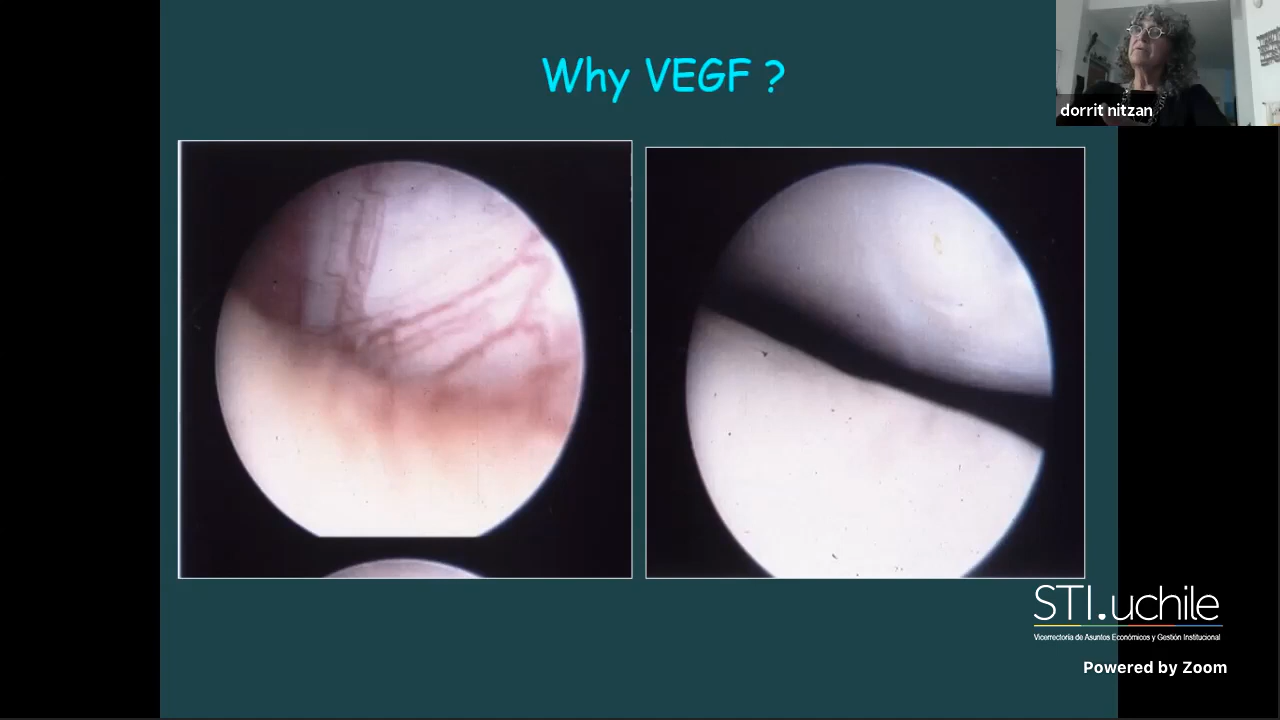 Why VEGF ?
dorrit nitzan
STI.uchile
Vicerrectoría de Asuntos Económicos y Gestión Institucional
Powered by Zoom